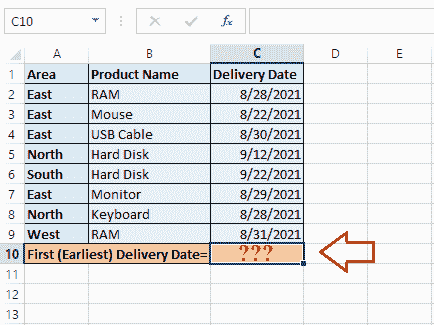 C10 fx
A B C D E
1 Area Product Name Delivery Date
2 East RAM 8/28/2021
3 East Mouse 8/22/2021
4 East USB Cable 8/30/2021
5 North Hard Disk 9/12/2021
6 South Hard Disk 9/22/2021
7 East Monitor 8/29/2021
8 North Keyboard 8/28/2021
9 West RAM 8/31/2021
10 First (Earliest) Delivery Date= ???
11
12
13